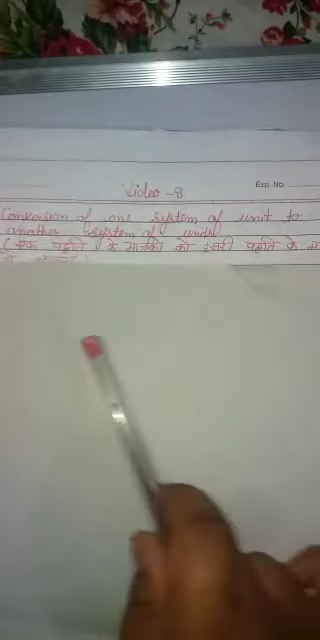 Video - 8
Exp. No.
Conversion of one system of unit to
another system of units
(एक पद्धति के मात्रकों को दूसरी पद्धति के